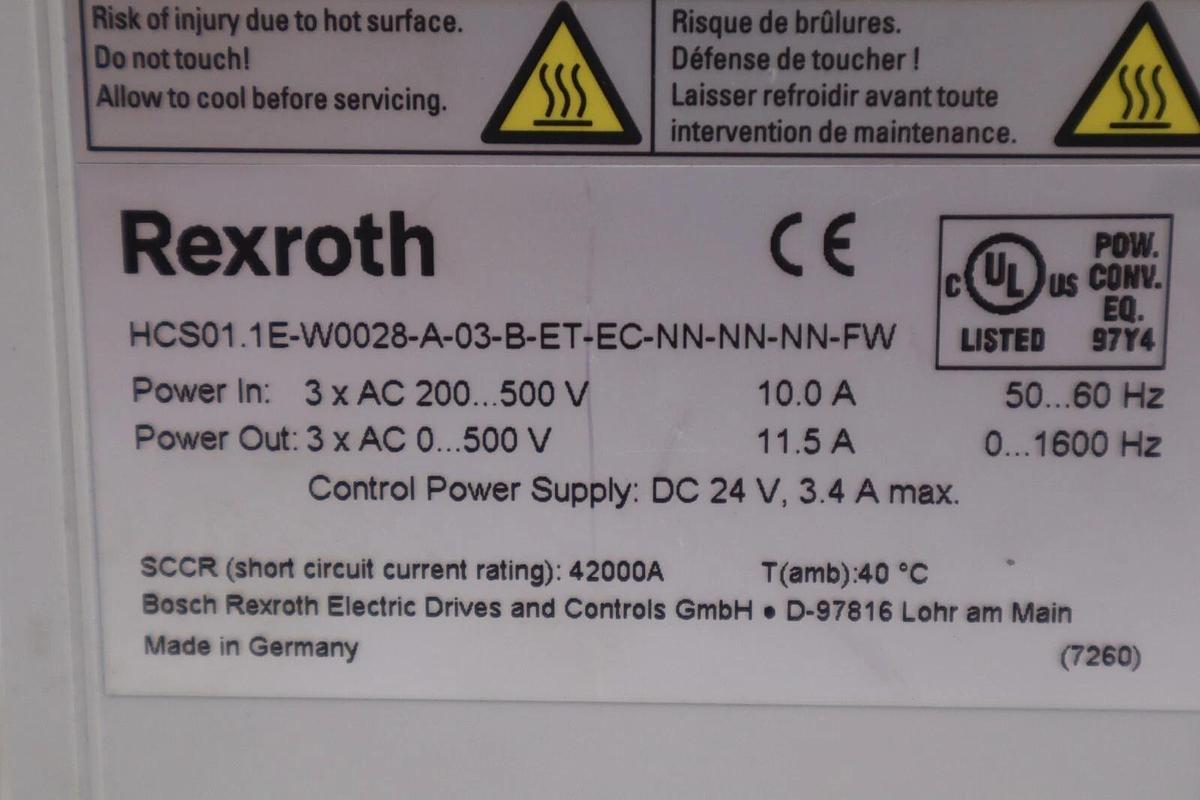 Risk of injury due to hot surface.
Do not touch!
Allow to cool before servicing.
Risque de brûlures.
Défense de toucher !
Laisser refroidir avant toute
intervention de maintenance.
Rexroth
CE
C UL US
LISTED
POW.
CONV.
EQ.
97Y4
HCS01.1E-W0028-A-03-B-ET-EC-NN-NN-NN-FW
Power In: 3 x AC 200...500 V 10.0 A 50...60 Hz
Power Out: 3 x AC 0...500 V 11.5 A 0...1600 Hz
Control Power Supply: DC 24 V, 3.4 A max.
SCCR (short circuit current rating): 42000A T(amb):40 °C
Bosch Rexroth Electric Drives and Controls GmbH • D-97816 Lohr am Main
Made in Germany (7260)